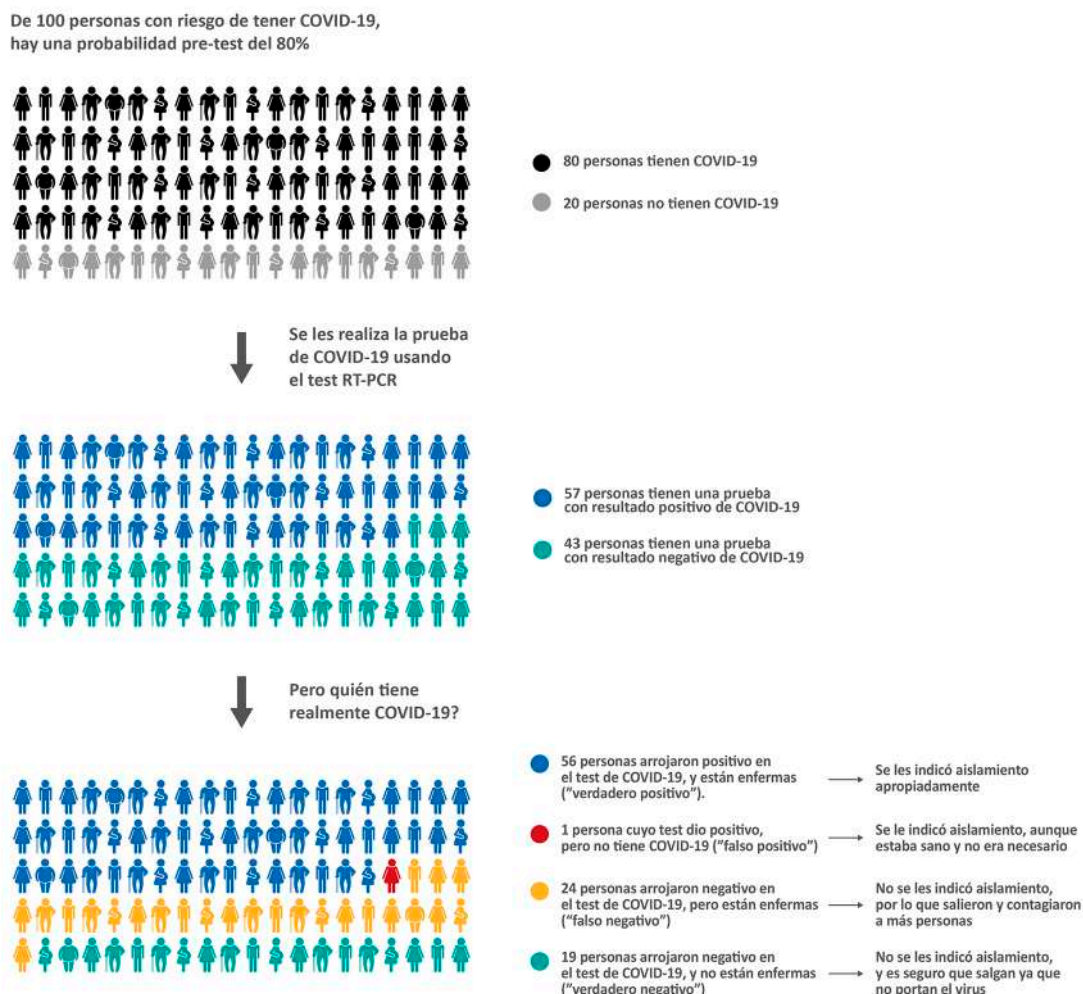 De 100 personas con riesgo de tener COVID-19,
hay una probabilidad pre-test del 80%
80 personas tienen COVID-19
20 personas no tienen COVID-19
Se les realiza la prueba
de COVID-19 usando
el test RT-PCR
57 personas tienen una prueba
con resultado positivo de COVID-19
43 personas tienen una prueba
con resultado negativo de COVID-19
Pero quién tiene
realmente COVID-19?
56 personas arrojaron positivo en
el test de COVID-19, y están enfermas
("verdadero positivo").
Se les indicó aislamiento
apropiadamente
1 persona cuyo test dio positivo,
pero no tiene COVID-19 ("falso positivo")
Se le indicó aislamiento, aunque
estaba sano y no era necesario
24 personas arrojaron negativo en
el test de COVID-19, pero están enfermas
("falso negativo")
No se les indicó aislamiento,
por lo que salieron y contagiaron
a más personas
19 personas arrojaron negativo en
el test de COVID-19, y no están enfermas
("verdadero negativo")
No se les indicó aislamiento,
y es seguro que salgan ya que
no portan el virus